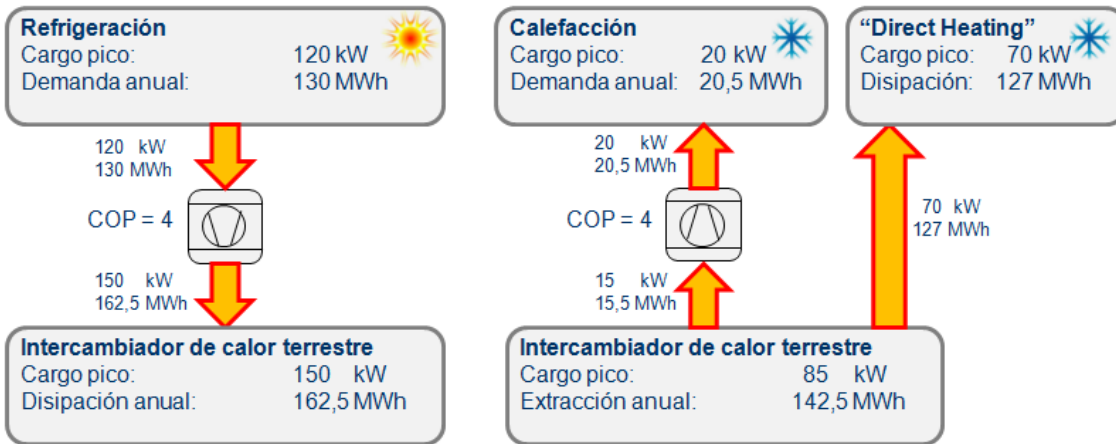 Refrigeración
Cargo pico: 120 kW
Demanda anual: 130 MWh
120 kW
130 MWh
COP = 4
150 kW
162,5 MWh
Intercambiador de calor terrestre
Cargo pico: 150 kW
Disipación anual: 162,5 MWh
Calefacción
Cargo pico: 20 kW
Demanda anual: 20,5 MWh
20 kW
20,5 MWh
COP = 4
15 kW
15,5 MWh
“Direct Heating”
Cargo pico: 70 kW
Disipación: 127 MWh
70 kW
127 MWh
Intercambiador de calor terrestre
Cargo pico: 85 kW
Extracción anual: 142,5 MWh